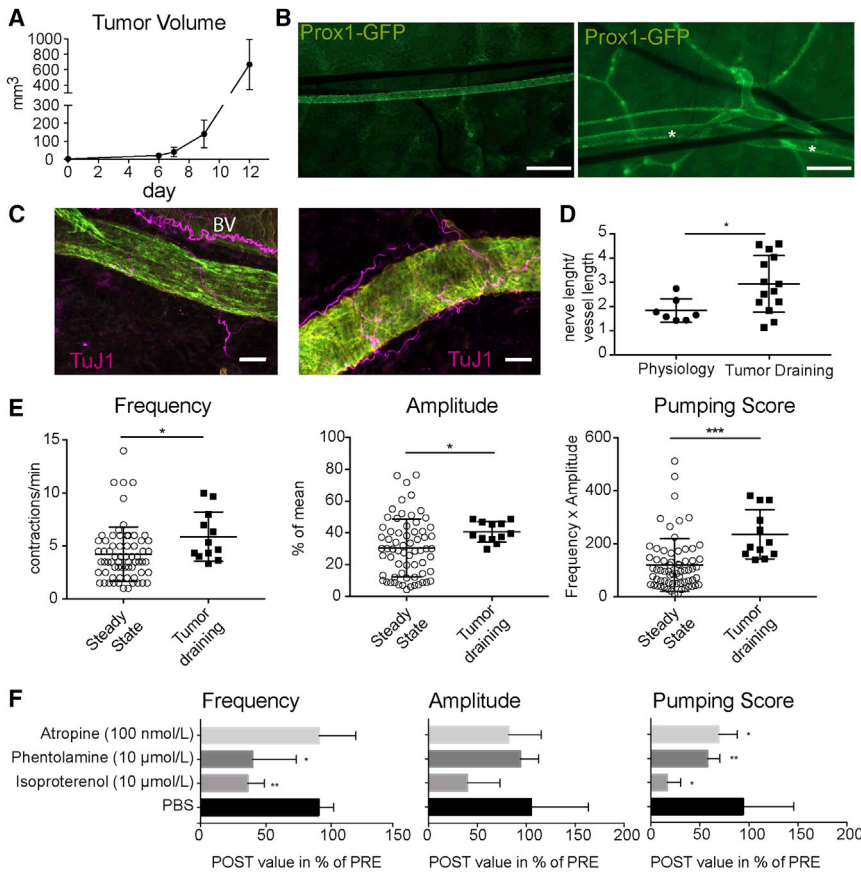 A
Tumor Volume
mm3
1000
800
600
400
200
100
0
0 2 4 6 8 10 12
day
B
Prox1-GFP
Prox1-GFP
*
*
C
BV
TuJ1
TuJ1
D
*
nerve lenght/
vessel length
5
4
3
2
1
0
Physiology
Tumor Draining
E
Frequency
*
contractions/min
15
10
5
0
Steady
State
Tumor
draining
Amplitude
*
% of mean
100
80
60
40
20
0
Steady
State
Tumor
draining
Pumping Score
***
Frequency x Amplitude
600
400
200
0
Steady
State
Tumor
draining
F
Frequency
Amplitude
Pumping Score
Atropine (100 nmol/L)
*
Phentolamine (10 µmol/L)
*
**
Isoproterenol (10 µmol/L)
**
*
PBS
0 50 100 150
0 50 100 150 200
0 50 100 150 200
POST value in % of PRE
POST value in % of PRE
POST value in % of PRE